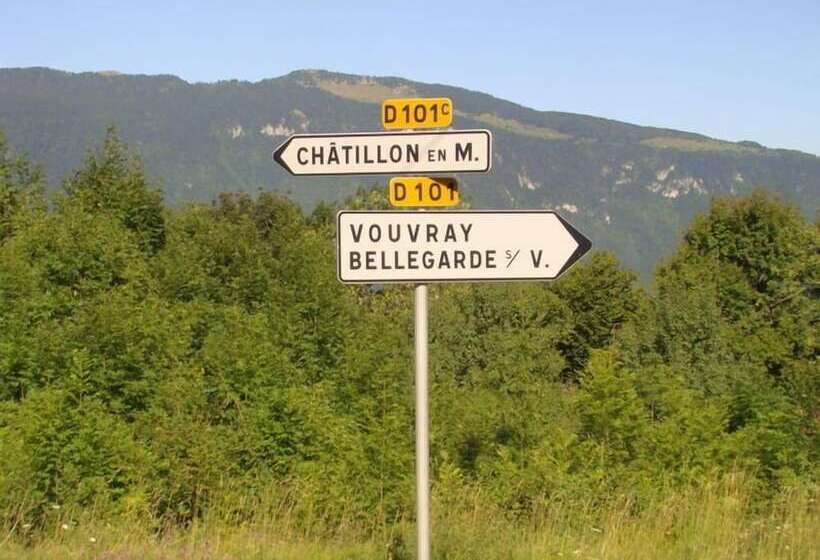 D101C
CHÂTILLON EN M.
D101
VOUVRAY
BELLEGARDE S/ V.